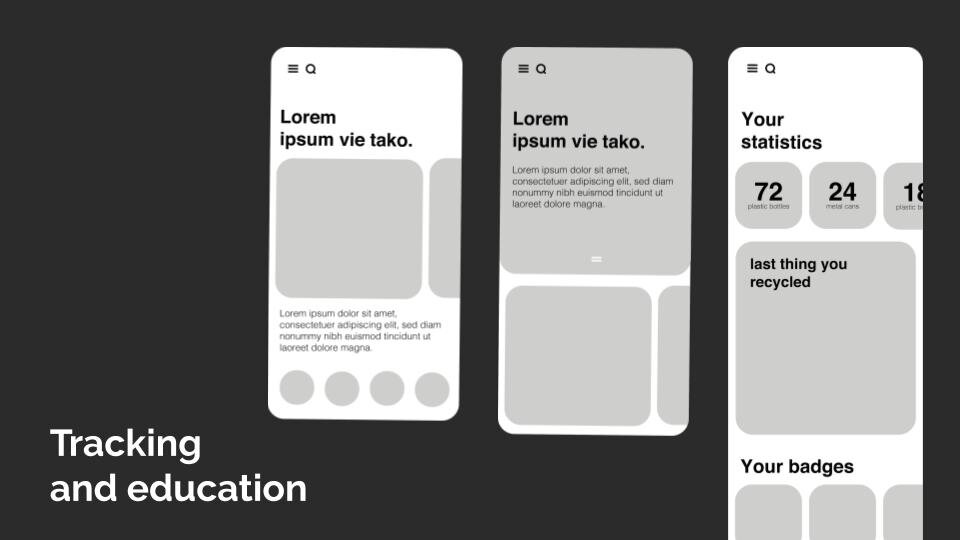 Lorem
ipsum vie tako.
Lorem ipsum dolor sit amet,
consectetuer adipiscing elit, sed diam
nonummy nibh euismod tincidunt ut
laoreet dolore magna.
Lorem
ipsum vie tako.
Lorem ipsum dolor sit amet,
consectetuer adipiscing elit, sed diam
nonummy nibh euismod tincidunt ut
laoreet dolore magna.
Your
statistics
72
plastic bottles
24
metal cans
18
plastic b
last thing you
recycled
Your badges
Tracking
and education